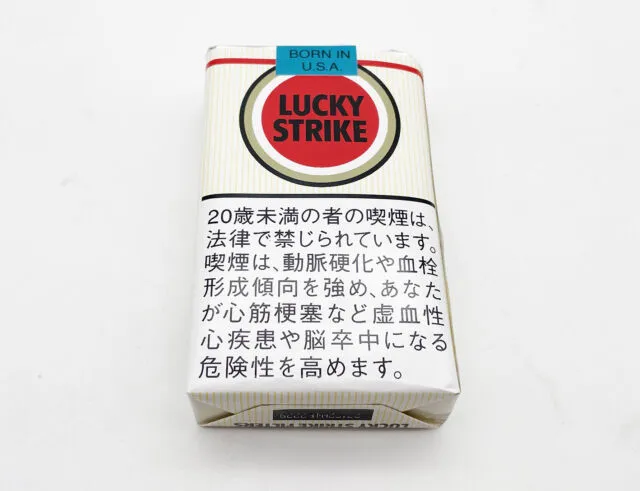 BORN IN
U.S.A.
LUCKY
STRIKE
20歳未満の者の喫煙は、
法律で禁じられています。
喫煙は、動脈硬化や血栓
形成傾向を強め、あなた
が心筋梗塞など虚血性
心疾患や脳卒中になる
危険性を高めます。
LUCKY STRIKE FILTERS